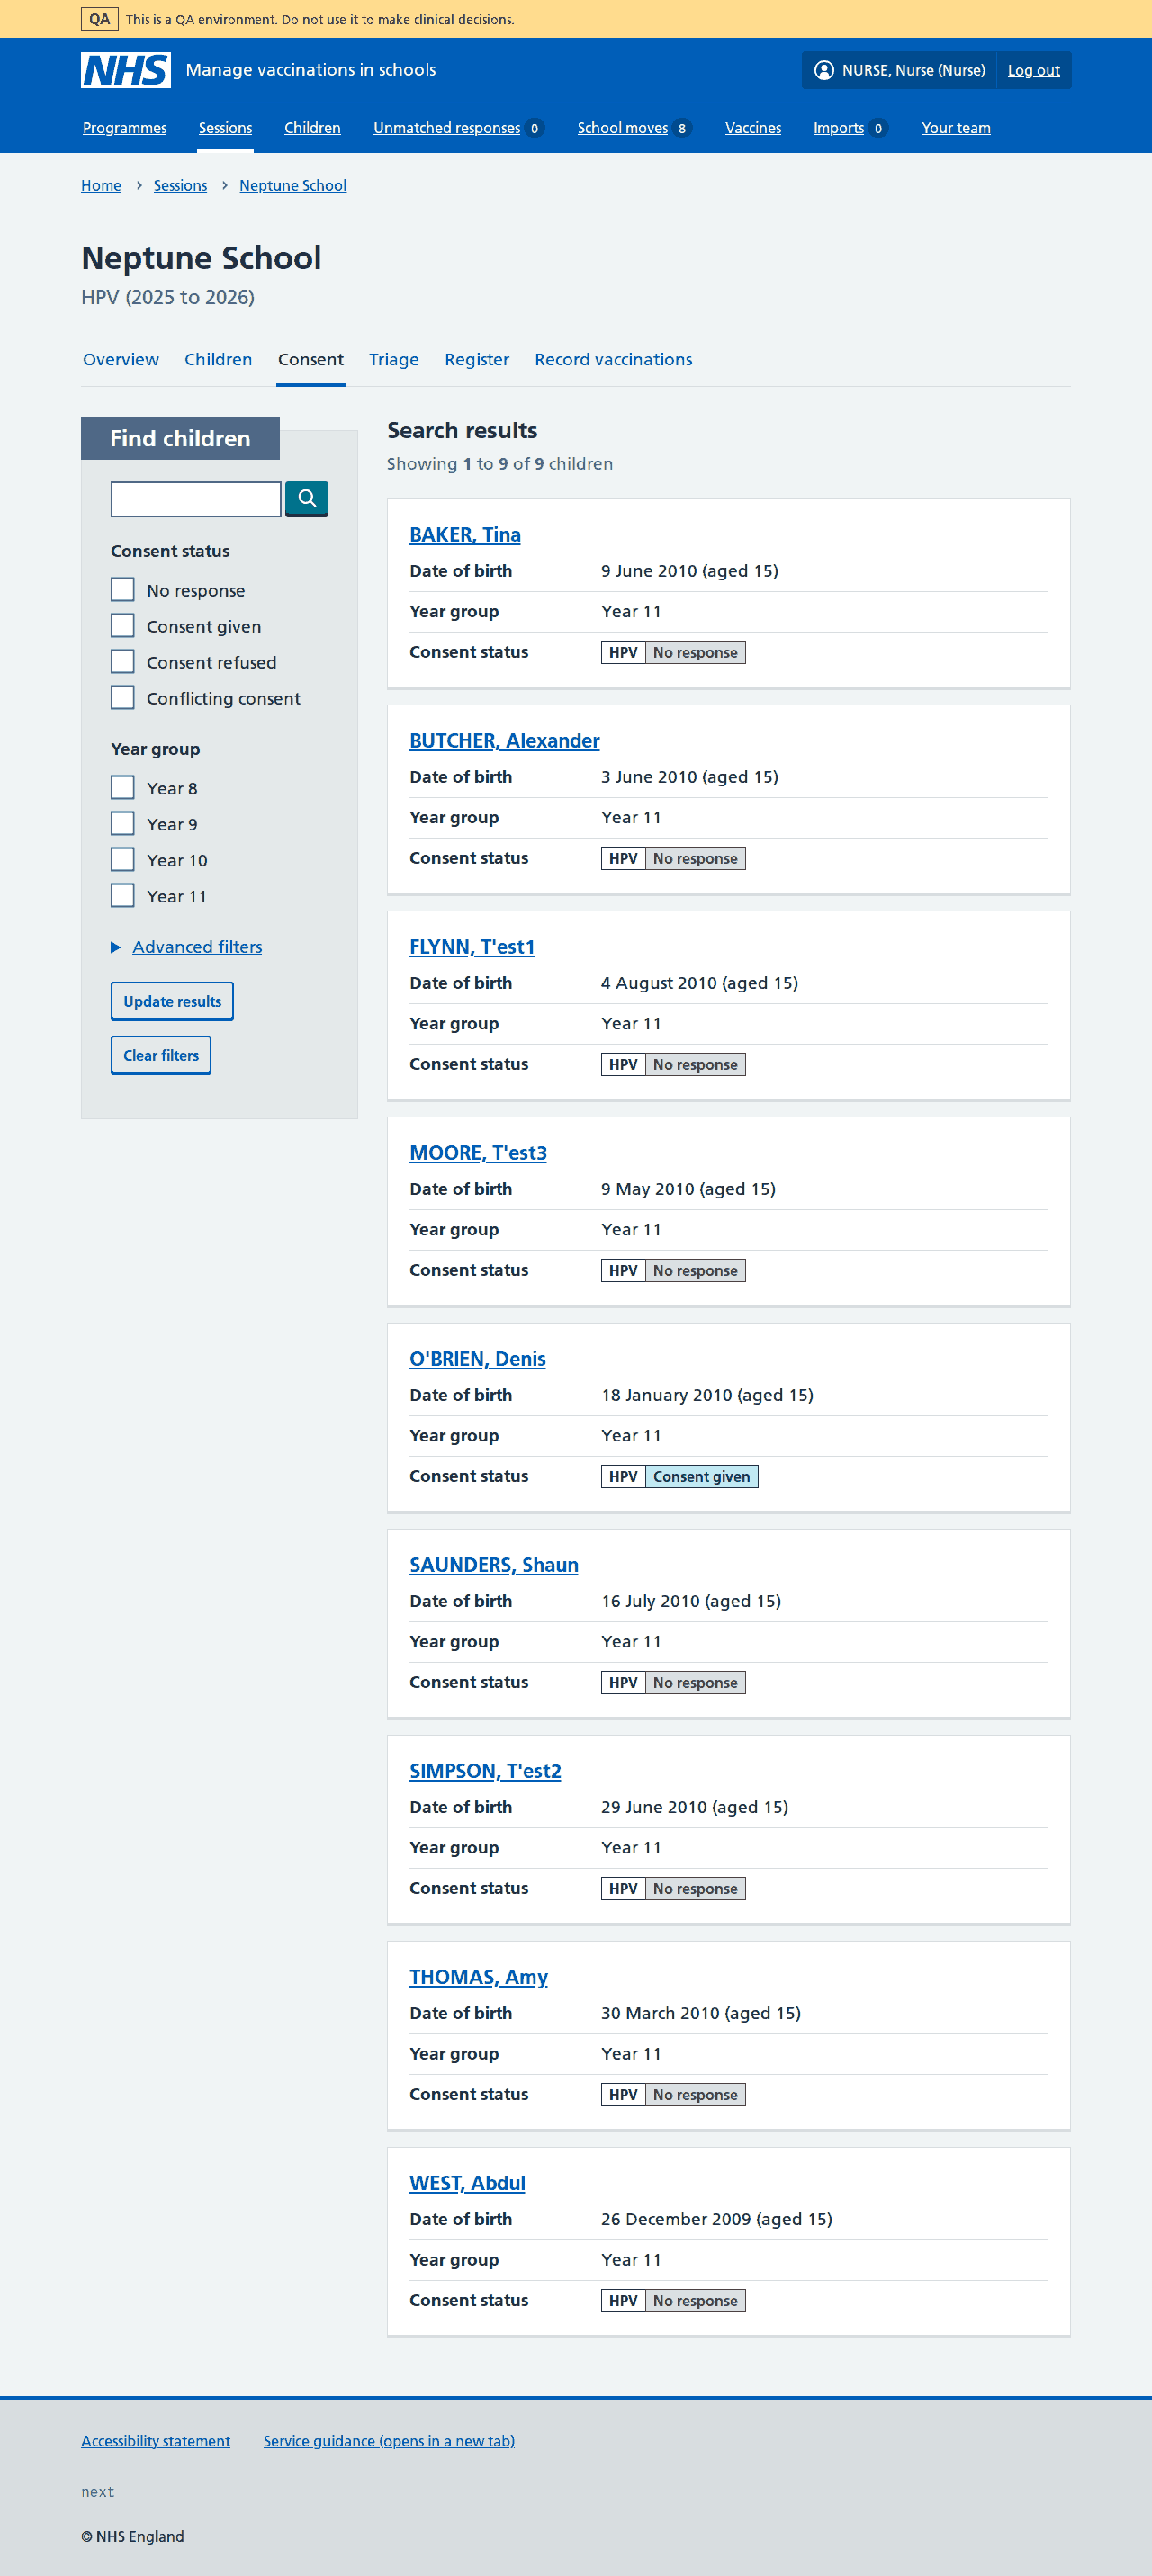 QA This is a QA environment. Do not use it to make clinical decisions.
NHS Manage vaccinations in schools NURSE, Nurse (Nurse) Log out
Programmes Sessions Children Unmatched responses 0 School moves 8 Vaccines Imports 0 Your team
Home Sessions Neptune School
Neptune School
HPV (2025 to 2026)
Overview Children Consent Triage Register Record vaccinations
Find children
Consent status
No response
Consent given
Consent refused
Conflicting consent
Year group
Year 8
Year 9
Year 10
Year 11
Advanced filters
Update results
Clear filters
Search results
Showing 1 to 9 of 9 children
BAKER, Tina
Date of birth 9 June 2010 (aged 15)
Year group Year 11
Consent status HPV No response
BUTCHER, Alexander
Date of birth 3 June 2010 (aged 15)
Year group Year 11
Consent status HPV No response
FLYNN, T'est1
Date of birth 4 August 2010 (aged 15)
Year group Year 11
Consent status HPV No response
MOORE, T'est3
Date of birth 9 May 2010 (aged 15)
Year group Year 11
Consent status HPV No response
O'BRIEN, Denis
Date of birth 18 January 2010 (aged 15)
Year group Year 11
Consent status HPV Consent given
SAUNDERS, Shaun
Date of birth 16 July 2010 (aged 15)
Year group Year 11
Consent status HPV No response
SIMPSON, T'est2
Date of birth 29 June 2010 (aged 15)
Year group Year 11
Consent status HPV No response
THOMAS, Amy
Date of birth 30 March 2010 (aged 15)
Year group Year 11
Consent status HPV No response
WEST, Abdul
Date of birth 26 December 2009 (aged 15)
Year group Year 11
Consent status HPV No response
Accessibility statement Service guidance (opens in a new tab)
next
© NHS England